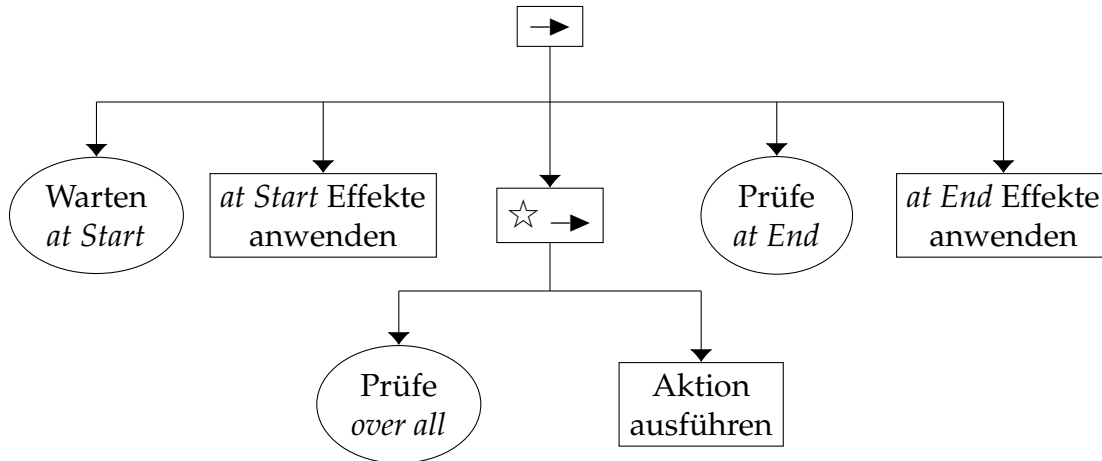 Warten
at Start
at Start Effekte
anwenden
Prüfe
at End
at End Effekte
anwenden
Prüfe
over all
Aktion
ausführen